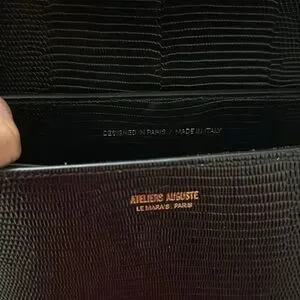 DESIGNED IN PARIS / MADE IN ITALY
ATELIERS AUGUSTE
LE MARAIS. PARIS